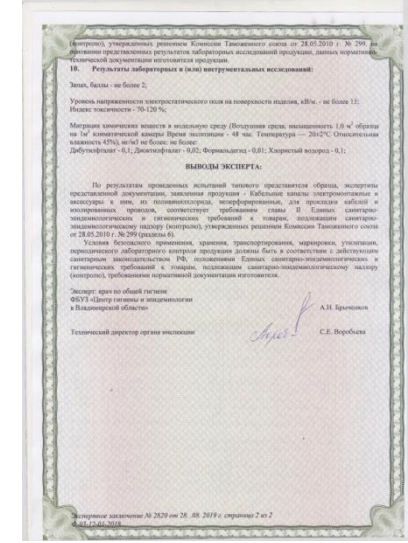 (контролю), утвержденных решением Комиссии Таможенного союза от 28.05.2010 г. № 299, на
основании представленных результатов лабораторных исследований продукции, данных нормативно-
технической документации изготовителя продукции.
10. Результаты лабораторных и (или) инструментальных исследований:
Запах, баллы - не более 2;
Уровень напряженности электростатического поля на поверхности изделия, кВ/м. - не более 15;
Индекс токсичности - 70-120 %;
Миграция химических веществ в модельную среду (Воздушная среда, насыщенность 1,0 м² образца
на 1м³ климатической камеры Время экспозиции - 48 час. Температура — 20±2°С Относительная
влажность 45%), мг/м3 не более: не более:
Дибутилфталат - 0,1; Диоктилфталат - 0,02; Формальдегид - 0,01; Хлористый водород - 0,1;
ВЫВОДЫ ЭКСПЕРТА:
По результатам проведенных испытаний типового представителя образца, экспертизы
представленной документации, заявленная продукция - Кабельные каналы электромонтажные и
аксессуары к ним, из поливинилхлорида, неперфорированные, для прокладки кабелей и
изолированных проводов, соответствует требованиям главы II Единых санитарно-
эпидемиологических и гигиенических требований к товарам, подлежащим санитарно-
эпидемиологическому надзору (контролю), утвержденных решением Комиссии Таможенного союза
от 28.05.2010 г. № 299 (разделы 6).
Условия безопасного применения, хранения, транспортирования, маркировки, утилизации,
периодического лабораторного контроля продукции должны быть в соответствии с действующим
санитарным законодательством РФ, положениями Единых санитарно-эпидемиологических и
гигиенических требований к товарам, подлежащим санитарно-эпидемиологическому надзору
(контролю), требованиями нормативной документации изготовителя.
Эксперт: врач по общей гигиене
ФБУЗ «Центр гигиены и эпидемиологии
в Владимирской области» А.Н. Брыченков
Технический директор органа инспекции С.Е. Воробьева
Экспертное заключение № 2820 от 28. .08. 2019 г. страница 2 из 2
Ф-03-12-01-2018